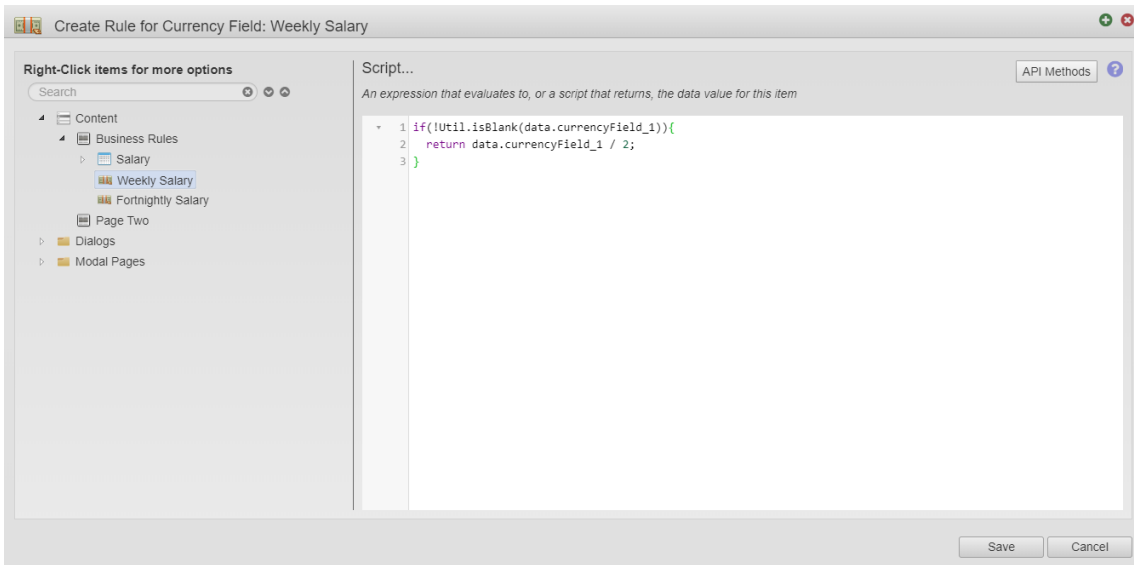 Create Rule for Currency Field: Weekly Salary
Right-Click items for more options
Search
Content
Business Rules
Salary
Weekly Salary
Fortnightly Salary
Page Two
Dialogs
Modal Pages
Script...
API Methods
?
An expression that evaluates to, or a script that returns, the data value for this item
1 if(!Util.isBlank(data.currencyField_1)){
2 return data.currencyField_1 / 2;
3 }
Save Cancel